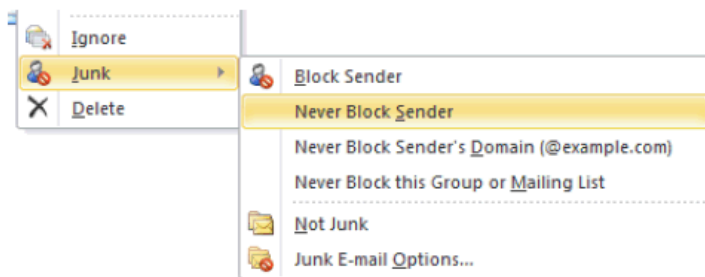 Ignore
Junk
Delete
Block Sender
Never Block Sender
Never Block Sender's Domain (@example.com)
Never Block this Group or Mailing List
Not Junk
Junk E-mail Options...